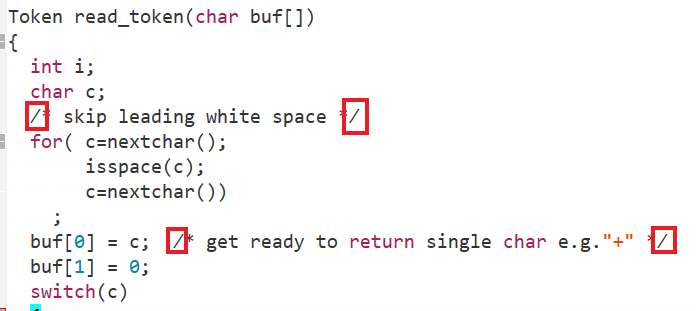 Token read_token(char buf[])
{
int i;
char c;
/* skip leading white space */
for( c=nextchar();
isspace(c);
c=nextchar())
;
buf[0] = c; /* get ready to return single char e.g."+" */
buf[1] = 0;
switch(c)